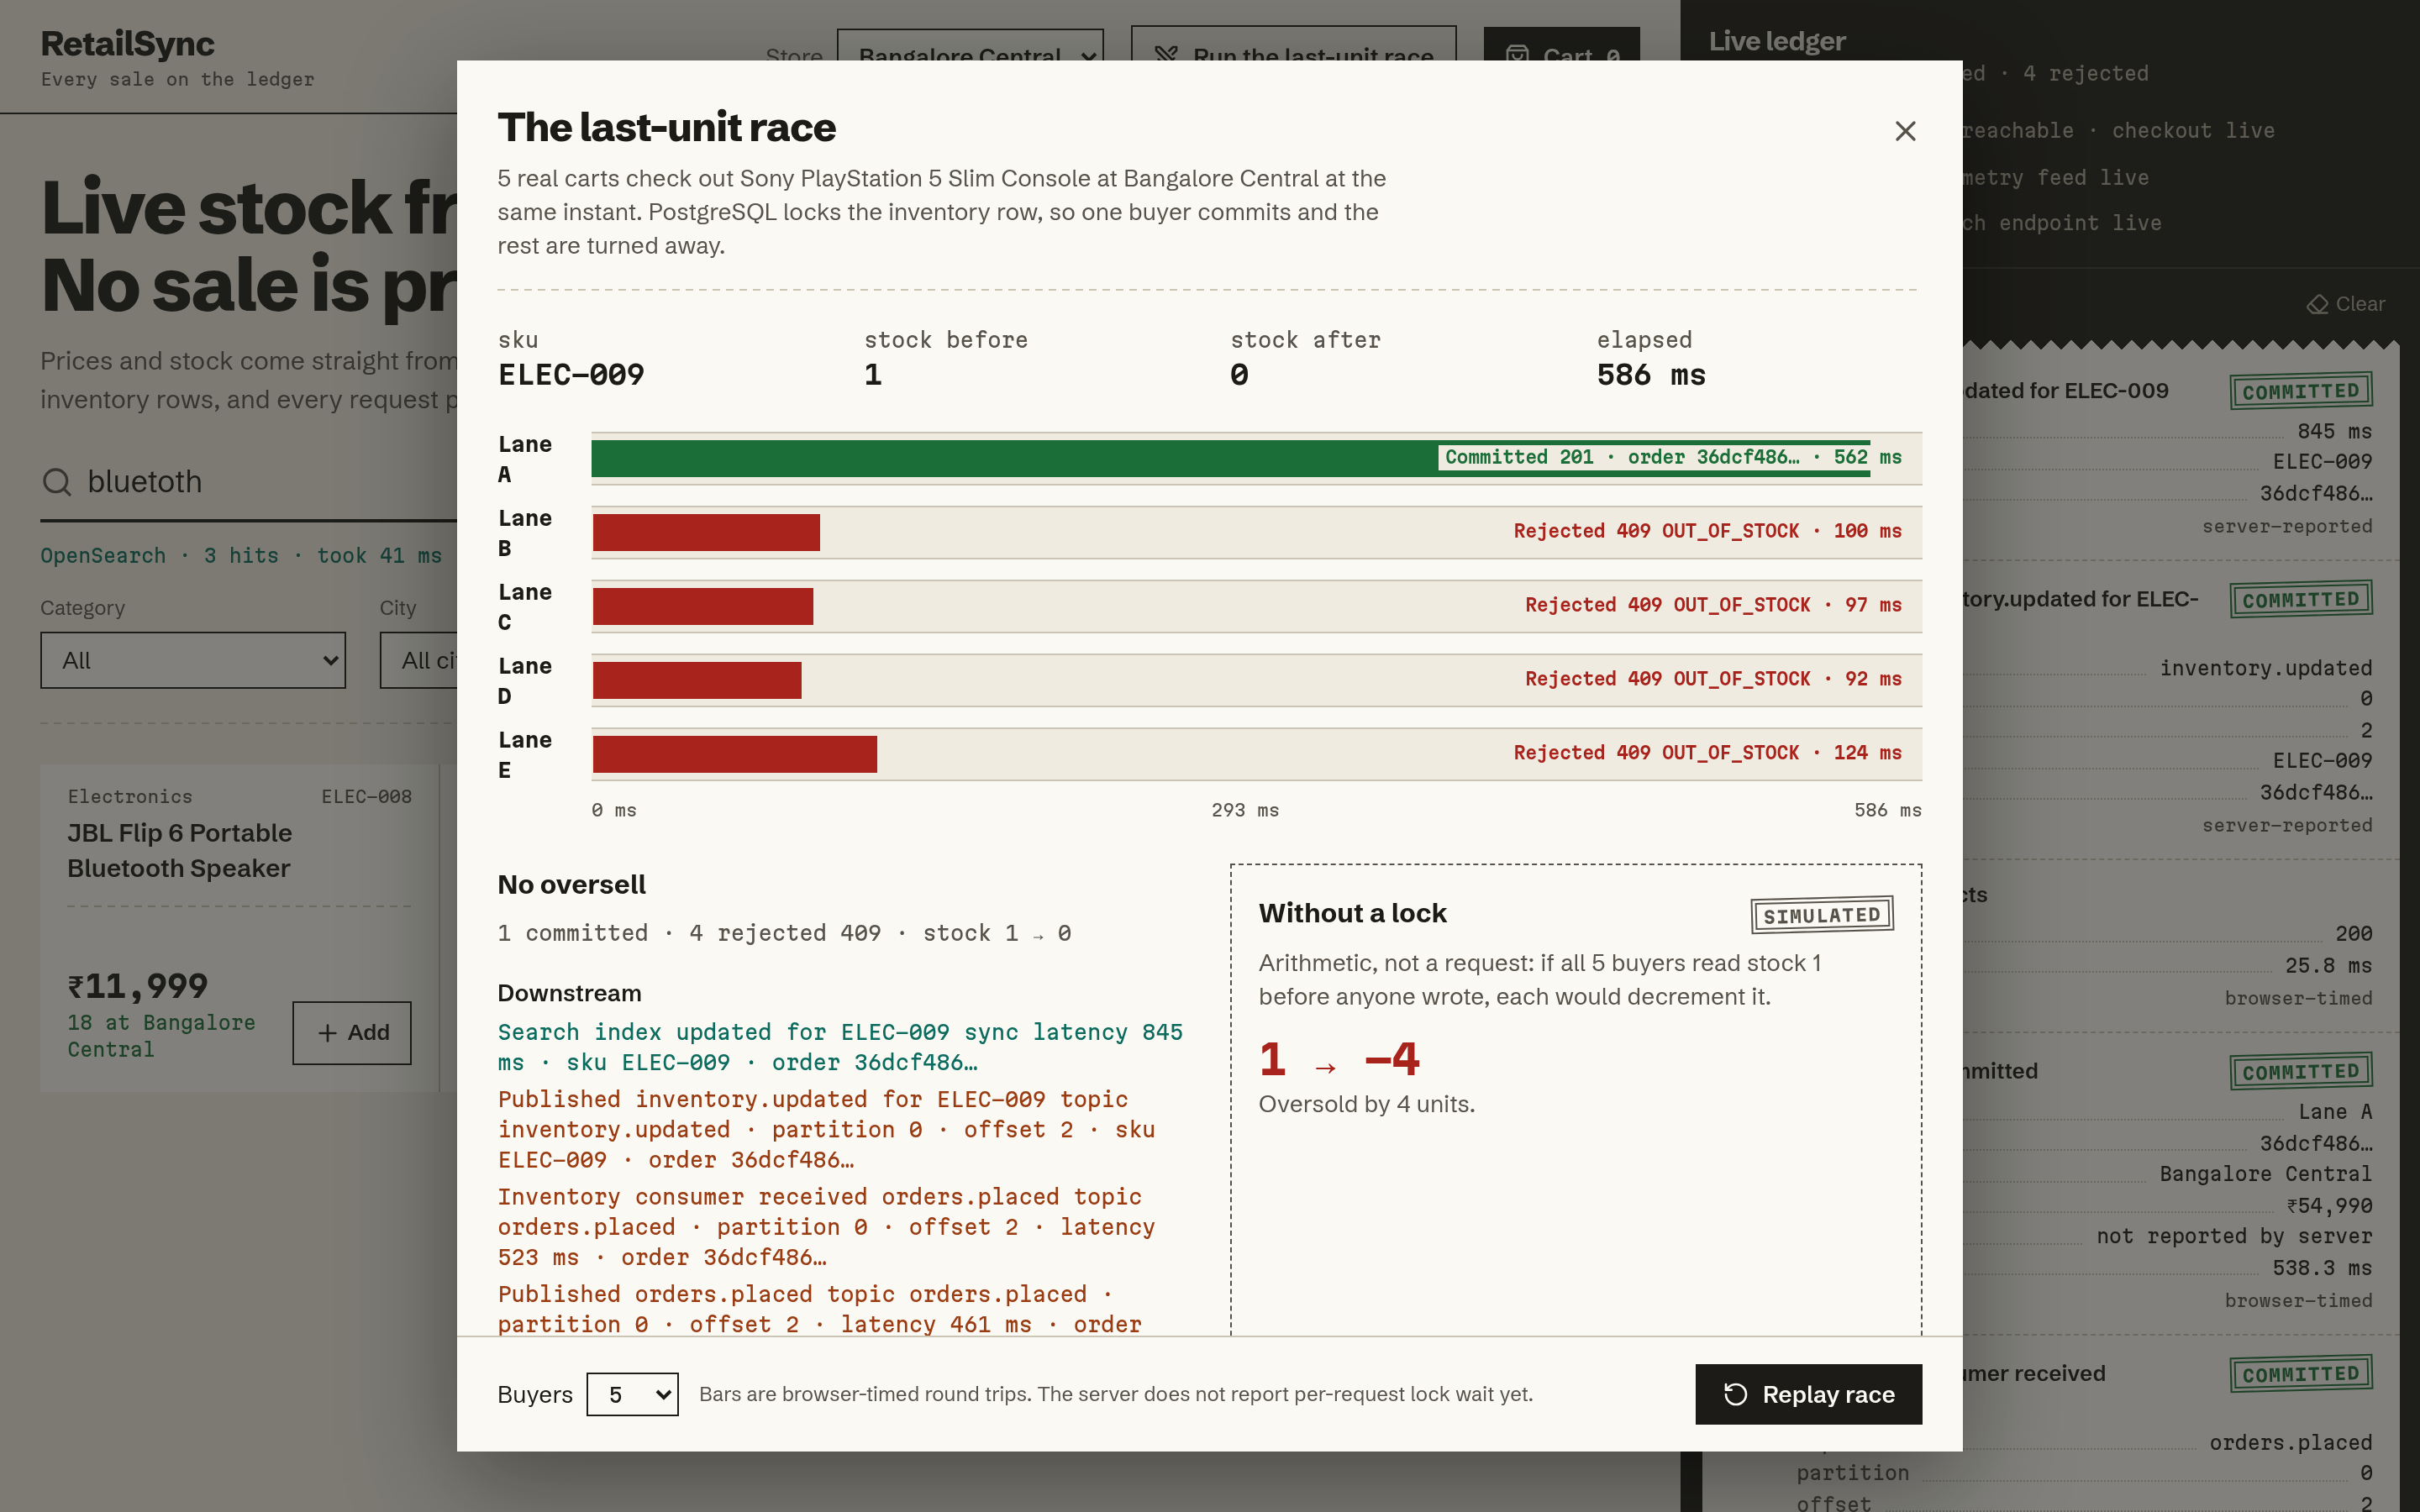 RetailSync
Every sale on the ledger
Store
Bangalore Central
Run the last-unit race
Cart 0
Live ledger
· 4 rejected
reachable · checkout live
feed live
endpoint live
Clear
Live stock
No sale is
Prices and stock come straight from
inventory rows, and every request
bluetoth
OpenSearch · 3 hits · took 41 ms
Category
City
All
All
Electronics
ELEC-008
JBL Flip 6 Portable
Bluetooth Speaker
₹11,999
18 at Bangalore
Central
Add
The last-unit race
5 real carts check out Sony PlayStation 5 Slim Console at Bangalore Central at the
same instant. PostgreSQL locks the inventory row, so one buyer commits and the
rest are turned away.
sku
ELEC-009
stock before
1
stock after
0
elapsed
586 ms
Lane
A
Committed 201 · order 36dcf486… · 562 ms
Lane
B
Rejected 409 OUT_OF_STOCK · 100 ms
Lane
C
Rejected 409 OUT_OF_STOCK · 97 ms
Lane
D
Rejected 409 OUT_OF_STOCK · 92 ms
Lane
E
Rejected 409 OUT_OF_STOCK · 124 ms
0 ms
293 ms
586 ms
No oversell
1 committed · 4 rejected 409 · stock 1 → 0
Downstream
Search index updated for ELEC-009 sync latency 845
ms · sku ELEC-009 · order 36dcf486…
Published inventory.updated for ELEC-009 topic
inventory.updated · partition 0 · offset 2 · sku
ELEC-009 · order 36dcf486…
Inventory consumer received orders.placed topic
orders.placed · partition 0 · offset 2 · latency
523 ms · order 36dcf486…
Published orders.placed topic orders.placed ·
partition 0 · offset 2 · latency 461 ms · order
Without a lock
SIMULATED
Arithmetic, not a request: if all 5 buyers read stock 1
before anyone wrote, each would decrement it.
1 → −4
Oversold by 4 units.
Buyers
5
Bars are browser-timed round trips. The server does not report per-request lock wait yet.
Replay race
for ELEC-009
COMMITTED
845 ms
ELEC-009
36dcf486…
server-reported
for ELEC-
COMMITTED
inventory.updated
0
2
ELEC-009
36dcf486…
server-reported
200
25.8 ms
browser-timed
COMMITTED
Lane A
36dcf486…
Bangalore Central
₹54,990
not reported by server
538.3 ms
browser-timed
received
COMMITTED
orders.placed
partition
0
offset
2